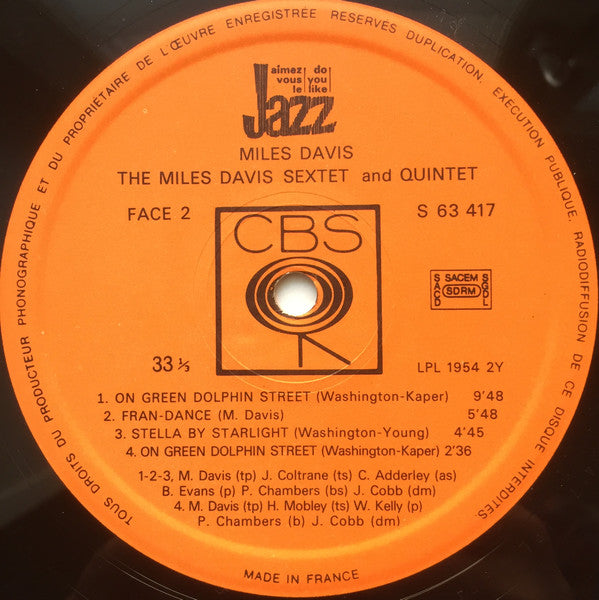 TOUS DROITS DU PRODUCTEUR PHONOGRAPHIQUE ET DU PROPRIETAIRE DE L'ŒUVRE ENREGISTRÉE RESERVÉS DUPLICATION, EXECUTION PUBLIQUE, RADIODIFFUSION DE CE DISQUE INTERDITES
aimez do
vous you
le like
Jazz
MILES DAVIS
THE MILES DAVIS SEXTET and QUINTET
FACE 2 S 63 417
CBS
SACD SACEM SGDL
SDRM
33⅓ LPL 1954 2Y
1. ON GREEN DOLPHIN STREET (Washington-Kaper) 9'48
2. FRAN-DANCE (M. Davis) 5'48
3. STELLA BY STARLIGHT (Washington-Young) 4'45
4. ON GREEN DOLPHIN STREET (Washington-Kaper) 2'36
1-2-3, M. Davis (tp) J. Coltrane (ts) C. Adderley (as)
B. Evans (p) P. Chambers (bs) J. Cobb (dm)
4. M. Davis (tp) H. Mobley (ts) W. Kelly (p)
P. Chambers (b) J. Cobb (dm)
MADE IN FRANCE